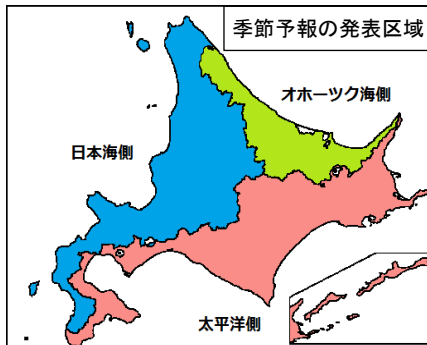 季節予報の発表区域
オホーツク海側
日本海側
太平洋側